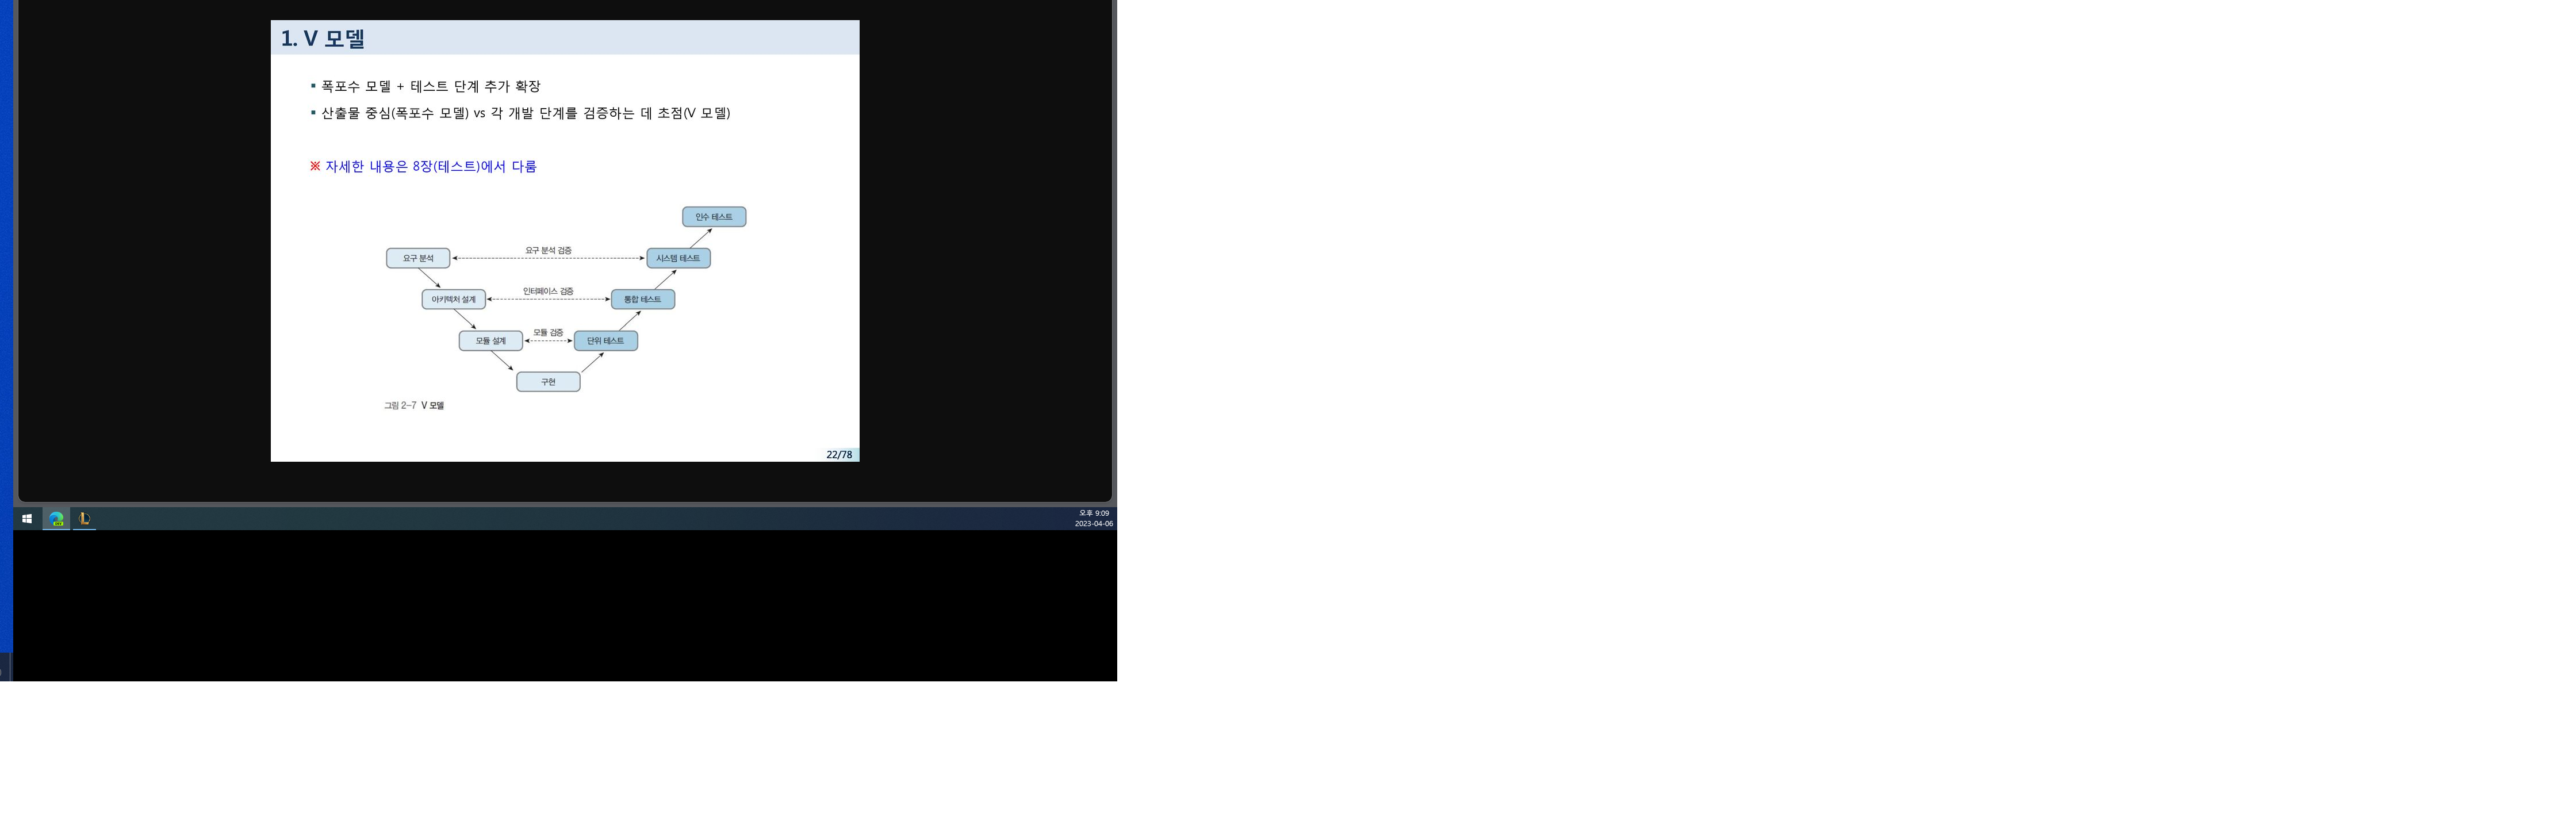 1. V 모델
▪ 폭포수 모델 + 테스트 단계 추가 확장
▪ 산출물 중심(폭포수 모델) vs 각 개발 단계를 검증하는 데 초점(V 모델)
※ 자세한 내용은 8장(테스트)에서 다룸
인수 테스트
요구 분석
요구 분석 검증
시스템 테스트
아키텍처 설계
인터페이스 검증
통합 테스트
모듈 설계
모듈 검증
단위 테스트
구현
그림 2-7 V 모델
22/78
오후 9:09
2023-04-06